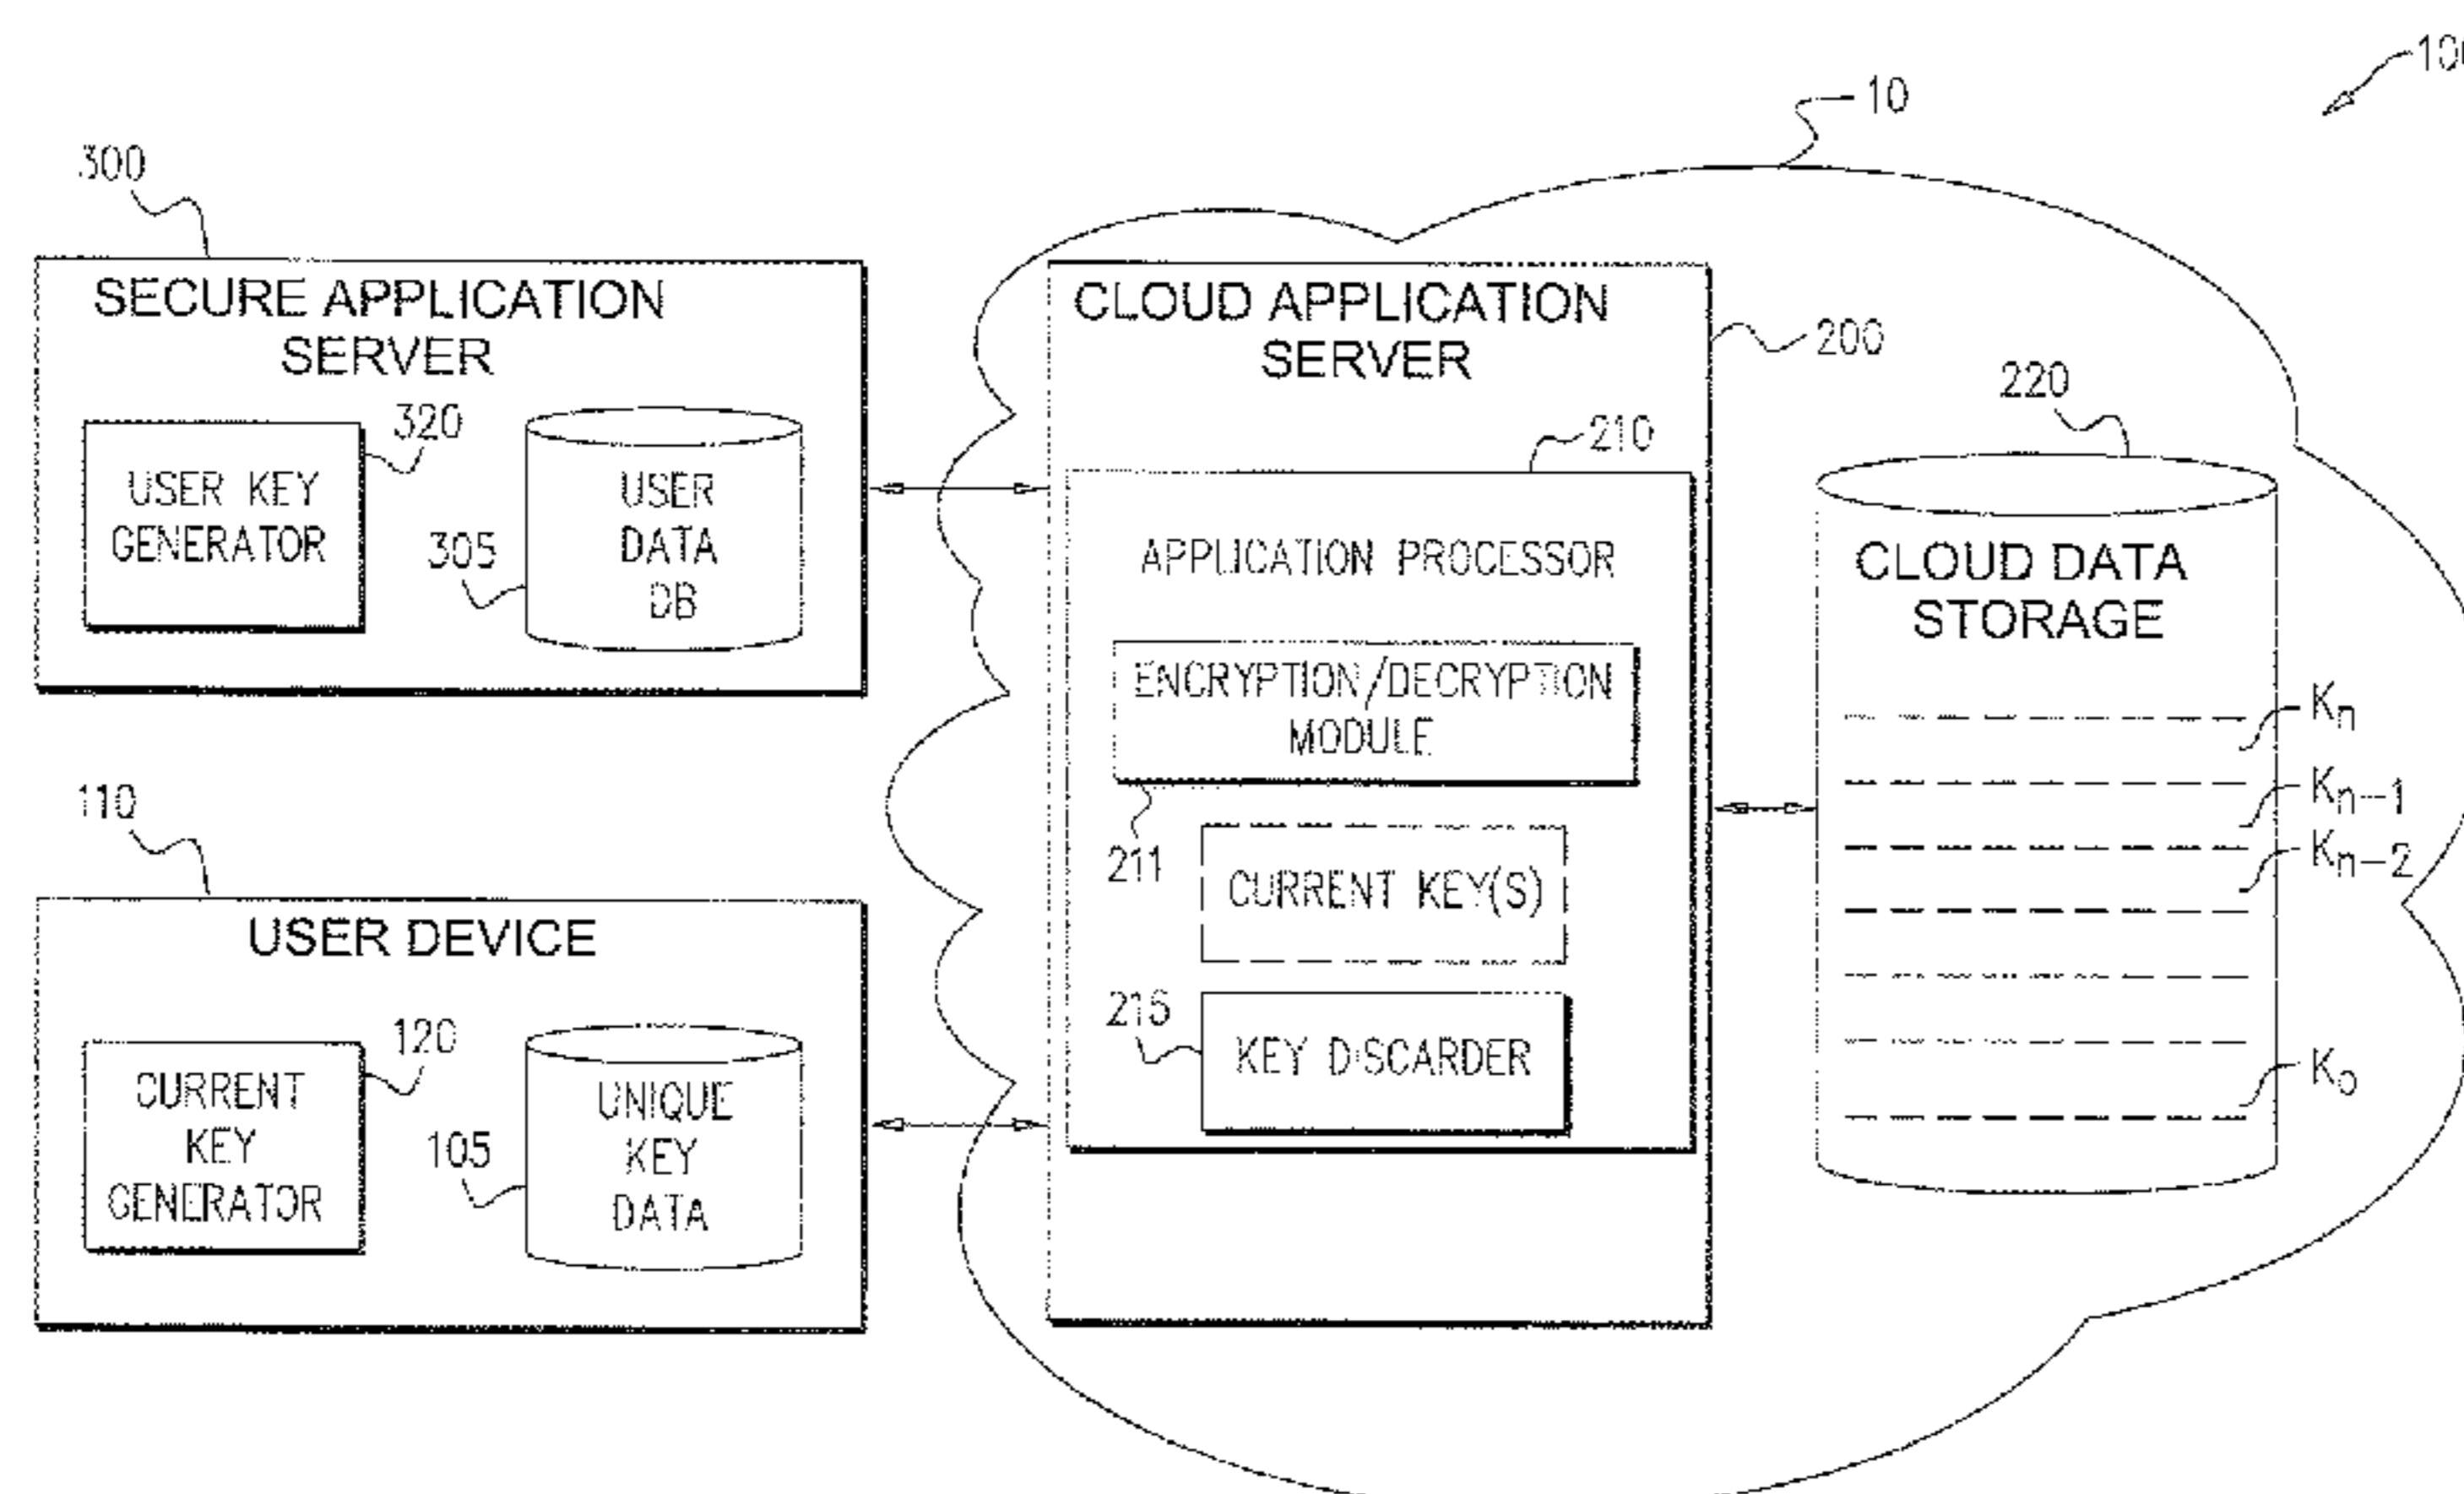 10
300
SECURE APPLICATION
SERVER
320
USER KEY
GENERATOR
305
USER
DATA
DB
CLOUD APPLICATION
SERVER
200
210
APPLICATION PROCESSOR
ENCRYPTION/DECRYPTION
MODULE
211
CURRENT KEY(S)
215
KEY DISCARDER
220
CLOUD DATA
STORAGE
Kn
Kn-1
Kn-2
Ko
110
USER DEVICE
120
CURRENT
KEY
GENERATOR
105
UNIQUE
KEY
DATA